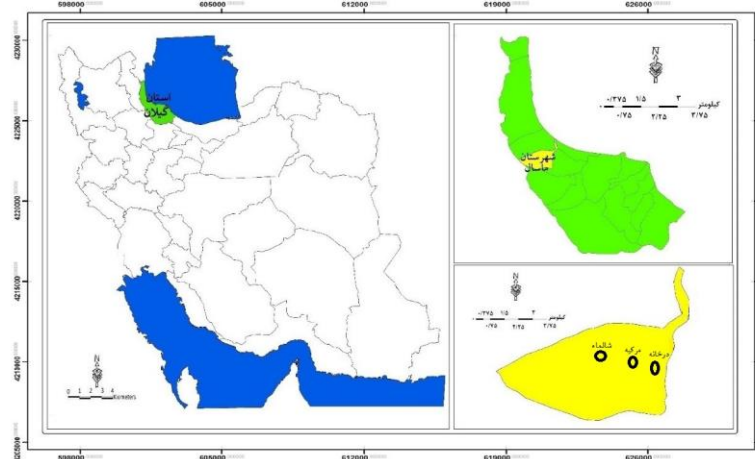 598000 605000 612000 619000 626000
4230000
4225000
4220000
4215000
4210000
4205000
استان
گیلان
N
0 1 2 3 4
Kilometers
N
۰/۳۷۵ ۱/۵ ۳ کیلومتر
۰/۷۵ ۲/۲۵ ۳/۷۵
شهرستان
ماسال
N
۰/۳۷۵ ۱/۵ ۳ کیلومتر
۰/۷۵ ۲/۲۵ ۳/۷۵
شالماء
مرکیه
درخانه
598000 605000 612000 619000 626000